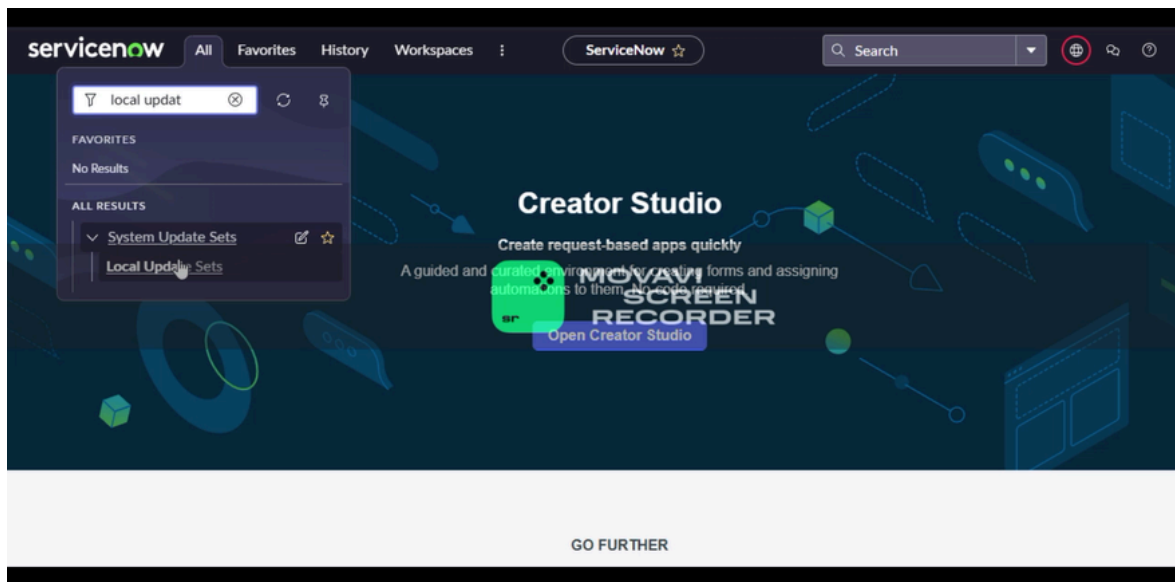 servicenow All Favorites History Workspaces ServiceNow Search
local updat
FAVORITES
No Results
ALL RESULTS
System Update Sets
Local Update Sets
Creator Studio
Create request-based apps quickly
A guided and curated environment for creating forms and assigning
automations to them. No code required.
MOVAVI
SCREEN
RECORDER
sr
Open Creator Studio
GO FURTHER